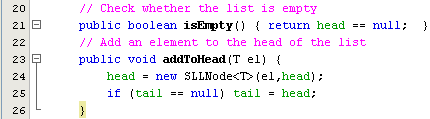 20 // Check whether the list is empty
21 public boolean isEmpty() { return head == null; }
22 // Add an element to the head of the list
23 public void addToHead(T el) {
24 head = new SLLNode<T>(el,head);
25 if (tail == null) tail = head;
26 }